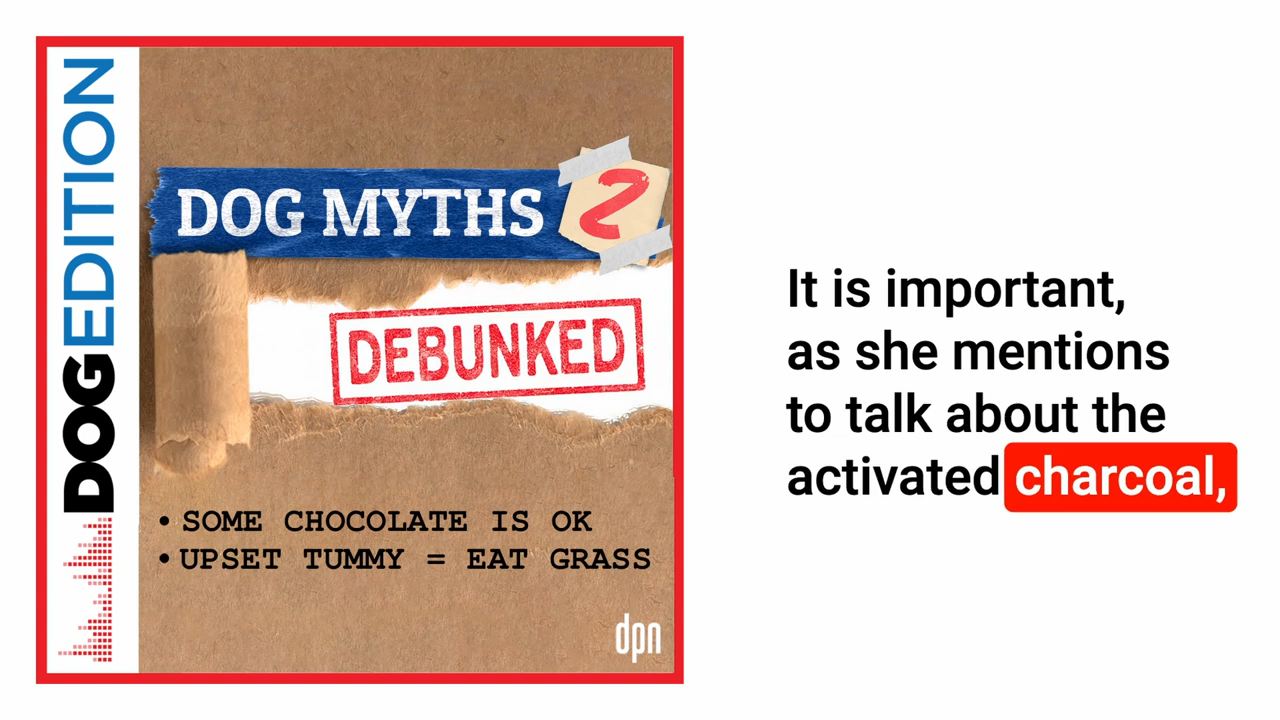 DOGEDITION
DOG MYTHS 2
DEBUNKED
• SOME CHOCOLATE IS OK
• UPSET TUMMY = EAT GRASS
dpn
It is important,
as she mentions
to talk about the
activated charcoal,